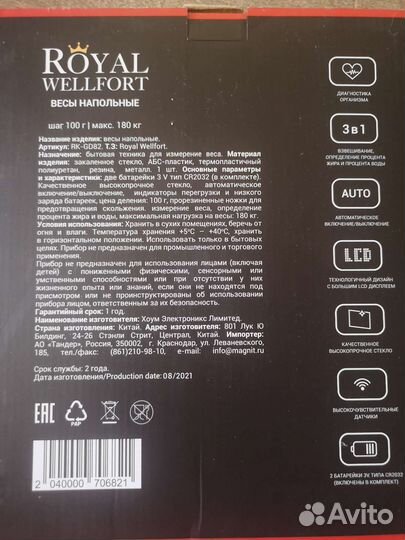 ROYAL
WELLFORT
ВЕСЫ НАПОЛЬНЫЕ
шаг 100 г | макс. 180 кг
Название изделия: весы напольные.
Артикул: RK-GD82. Т.З: Royal Wellfort.
Назначение: бытовая техника для измерение веса. Материал
изделия: закаленное стекло, АБС-пластик, термопластичный
полиуретан, резина, металл. 1 шт. Основные параметры
и характеристики: две батарейки 3 V тип CR2032 (в комплекте).
Качественное высокопрочное стекло, автоматическое
включение/выключение, индикаторы перегрузки и низкого
заряда батареек, цена деления: 100 г, прорезиненные ножки для
предотвращения скольжения. измерение веса, определение
процента жира и процента воды, максимальная нагрузка на весы: 180 кг.
Условия использования: Хранить в сухих помещениях, беречь от
огня и влаги. Температура хранения +5°С – +40°С, хранить
в горизонтальном положении. Использовать только в бытовых
целях. Прибор не предназначен для промышленного и торгового.
Прибор не предназначен для использования лицами (включая
детей) с пониженными физическими, сенсорными или
умственными способностями или при отсутствии у них
жизненного опыта или знаний, если они не находятся под
присмотром или не проинструктированы об использовании
прибора лицом, ответственным за их безопасность.
Гарантийный срок: 1 год.
Наименование изготовителя: Хоум Электроникс Лимитед.
Страна изготовления: Китай. Адрес изготовителя: 801 Лук Ю
Билдинг, 24-26 Стэнли Стрит, Централ, Китай. Импортер:
АО «Тандер», Россия, 350002, г. Краснодар, ул. Леваневского,
185, тел./факс: (861)210-98-10, e-mail: info@magnit.ru
Срок службы: 2 года.
Дата изготовления/Production date: 08/2021
EAC
PAP
2 040000 706821
ДИАГНОСТИКА
ОРГАНИЗМА
3в1
ВЗВЕШИВАНИЕ,
ОПРЕДЕЛЕНИЕ ПРОЦЕНТА
ЖИРА И ПРОЦЕНТА ВОДЫ
AUTO
АВТОМАТИЧЕСКОЕ
ВКЛЮЧЕНИЕ/ВЫКЛЮЧЕНИЕ
LCD
ТЕХНОЛОГИЧНЫЙ ДИЗАЙН
С БОЛЬШИМ LCD ДИСПЛЕЕМ
КАЧЕСТВЕННОЕ
ВЫСОКОПРОЧНОЕ СТЕКЛО
ВЫСОКОЧУВСТВИТЕЛЬНЫЕ
ДАТЧИКИ
2 БАТАРЕЙКИ 3V, ТИПА CR2032
(ВКЛЮЧЕНЫ В КОМПЛЕКТ)
Avito